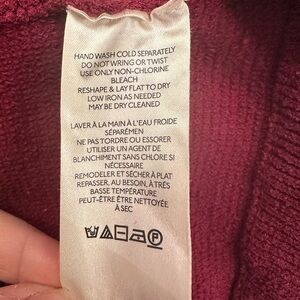 HAND WASH COLD SEPARATELY
DO NOT WRING OR TWIST
USE ONLY NON-CHLORINE
BLEACH
RESHAPE & LAY FLAT TO DRY
LOW IRON AS NEEDED
MAY BE DRY CLEANED
LAVER À LA MAIN À L'EAU FROIDE
SÉPARÉMEN
NE PAS TORDRE OU ESSORER
UTILISER UN AGENT DE
BLANCHIMENT SANS CHLORE SI
NÉCESSAIRE
REMODELER ET SÉCHER À PLAT
REPASSER, AU BESOIN, À TRÈS
BASSE TEMPÉRATURE
PEUT-ÊTRE ÊTRE NETTOYÉE
À SEC
P